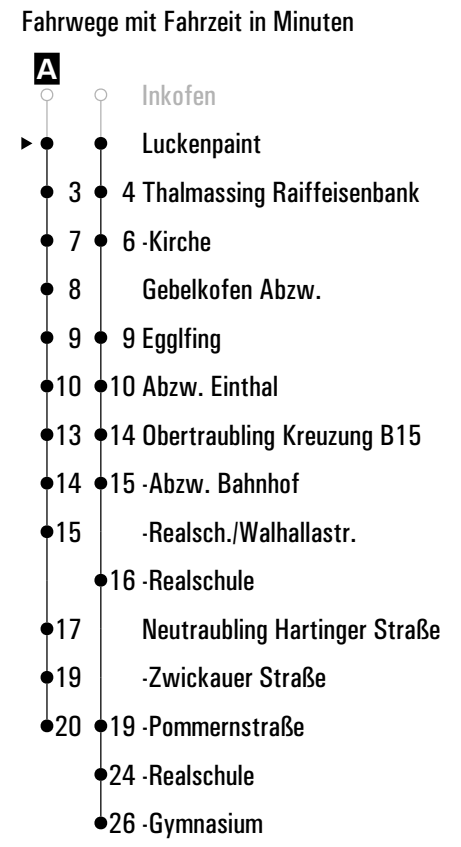 Fahrwege mit Fahrzeit in Minuten
A
Inkofen
Luckenpaint
3 4 Thalmassing Raiffeisenbank
7 6 -Kirche
8 Gebelkofen Abzw.
9 9 Egglfing
10 10 Abzw. Einthal
13 14 Obertraubling Kreuzung B15
14 15 -Abzw. Bahnhof
15 -Realsch./Walhallastr.
16 -Realschule
17 Neutraubling Hartinger Straße
19 -Zwickauer Straße
20 19 -Pommernstraße
24 -Realschule
26 -Gymnasium